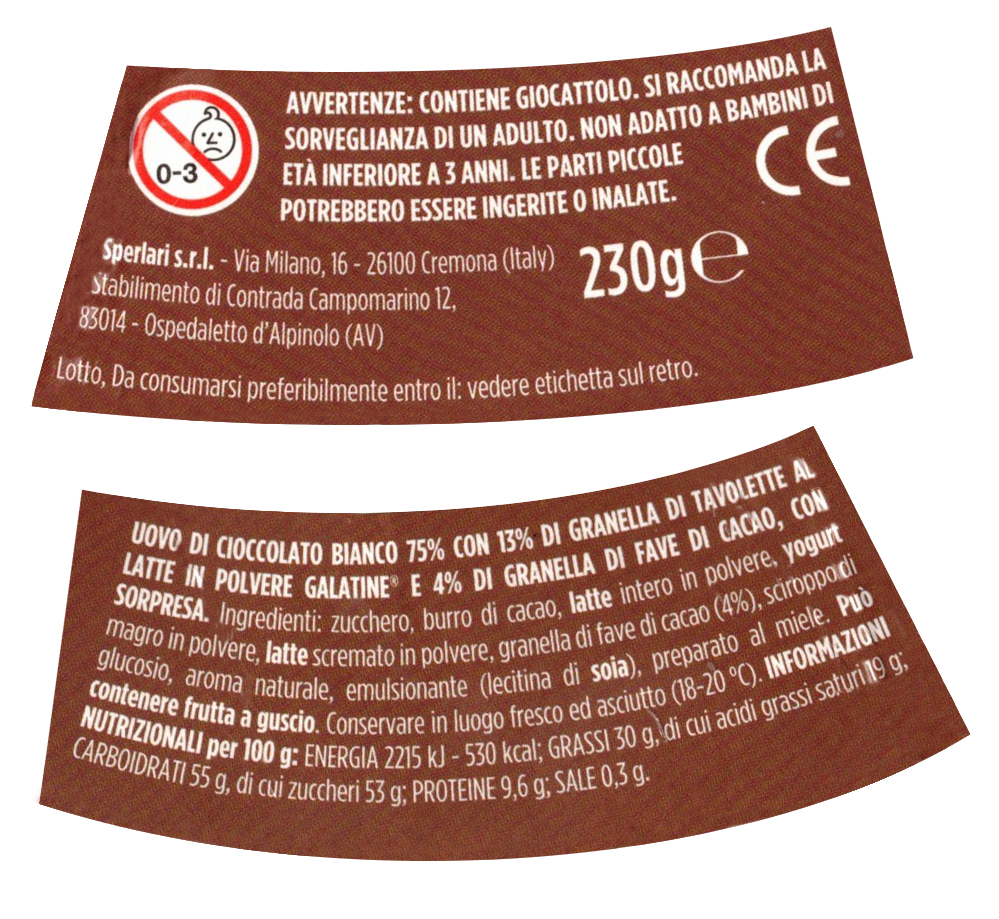 0-3
AVVERTENZE: CONTIENE GIOCATTOLO. SI RACCOMANDA LA
SORVEGLIANZA DI UN ADULTO. NON ADATTO A BAMBINI DI
ETÀ INFERIORE A 3 ANNI. LE PARTI PICCOLE
POTREBBERO ESSERE INGERITE O INALATE.
CE
Sperlari s.r.l. - Via Milano, 16 - 26100 Cremona (Italy)
Stabilimento di Contrada Campomarino 12,
83014 - Ospedaletto d'Alpinolo (AV)
230g℮
Lotto, Da consumarsi preferibilmente entro il: vedere etichetta sul retro.
UOVO DI CIOCCOLATO BIANCO 75% CON 13% DI GRANELLA DI TAVOLETTE AL
LATTE IN POLVERE GALATINE® E 4% DI GRANELLA DI FAVE DI CACAO, CON
SORPRESA. Ingredienti: zucchero, burro di cacao, latte intero in polvere, yogurt
magro in polvere, latte scremato in polvere, granella di fave di cacao (4%), sciroppo di
glucosio, aroma naturale, emulsionante (lecitina di soia), preparato al miele. Può
contenere frutta a guscio. Conservare in luogo fresco ed asciutto (18-20 °C). INFORMAZIONI
NUTRIZIONALI per 100 g: ENERGIA 2215 kJ - 530 kcal; GRASSI 30 g, di cui acidi grassi saturi 19 g;
CARBOIDRATI 55 g, di cui zuccheri 53 g; PROTEINE 9,6 g; SALE 0,3 g.